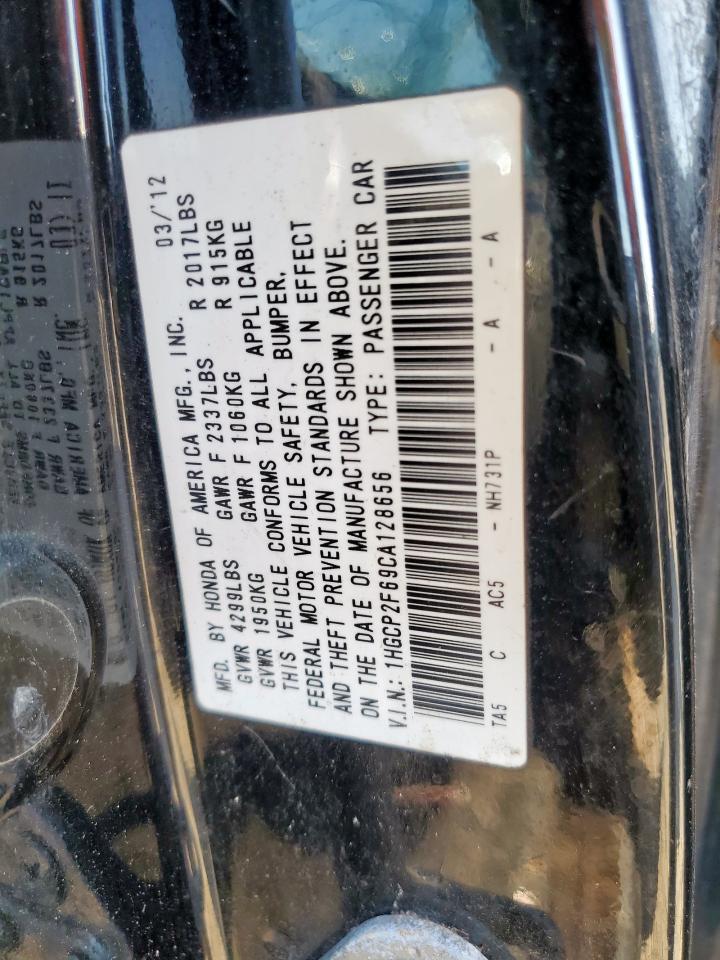 MFD. BY HONDA OF AMERICA MFG., INC. 03/'12
GVWR 4299LBS GAWR F 2337LBS R 2017LBS
GVWR 1950KG GAWR F 1060KG R 915KG
THIS VEHICLE CONFORMS TO ALL APPLICABLE
FEDERAL MOTOR VEHICLE SAFETY, BUMPER,
AND THEFT PREVENTION STANDARDS IN EFFECT
ON THE DATE OF MANUFACTURE SHOWN ABOVE.
V.I.N.: 1HGCP2F69CA128656 TYPE: PASSENGER CAR
TA5 C AC5 - NH731P - A - A